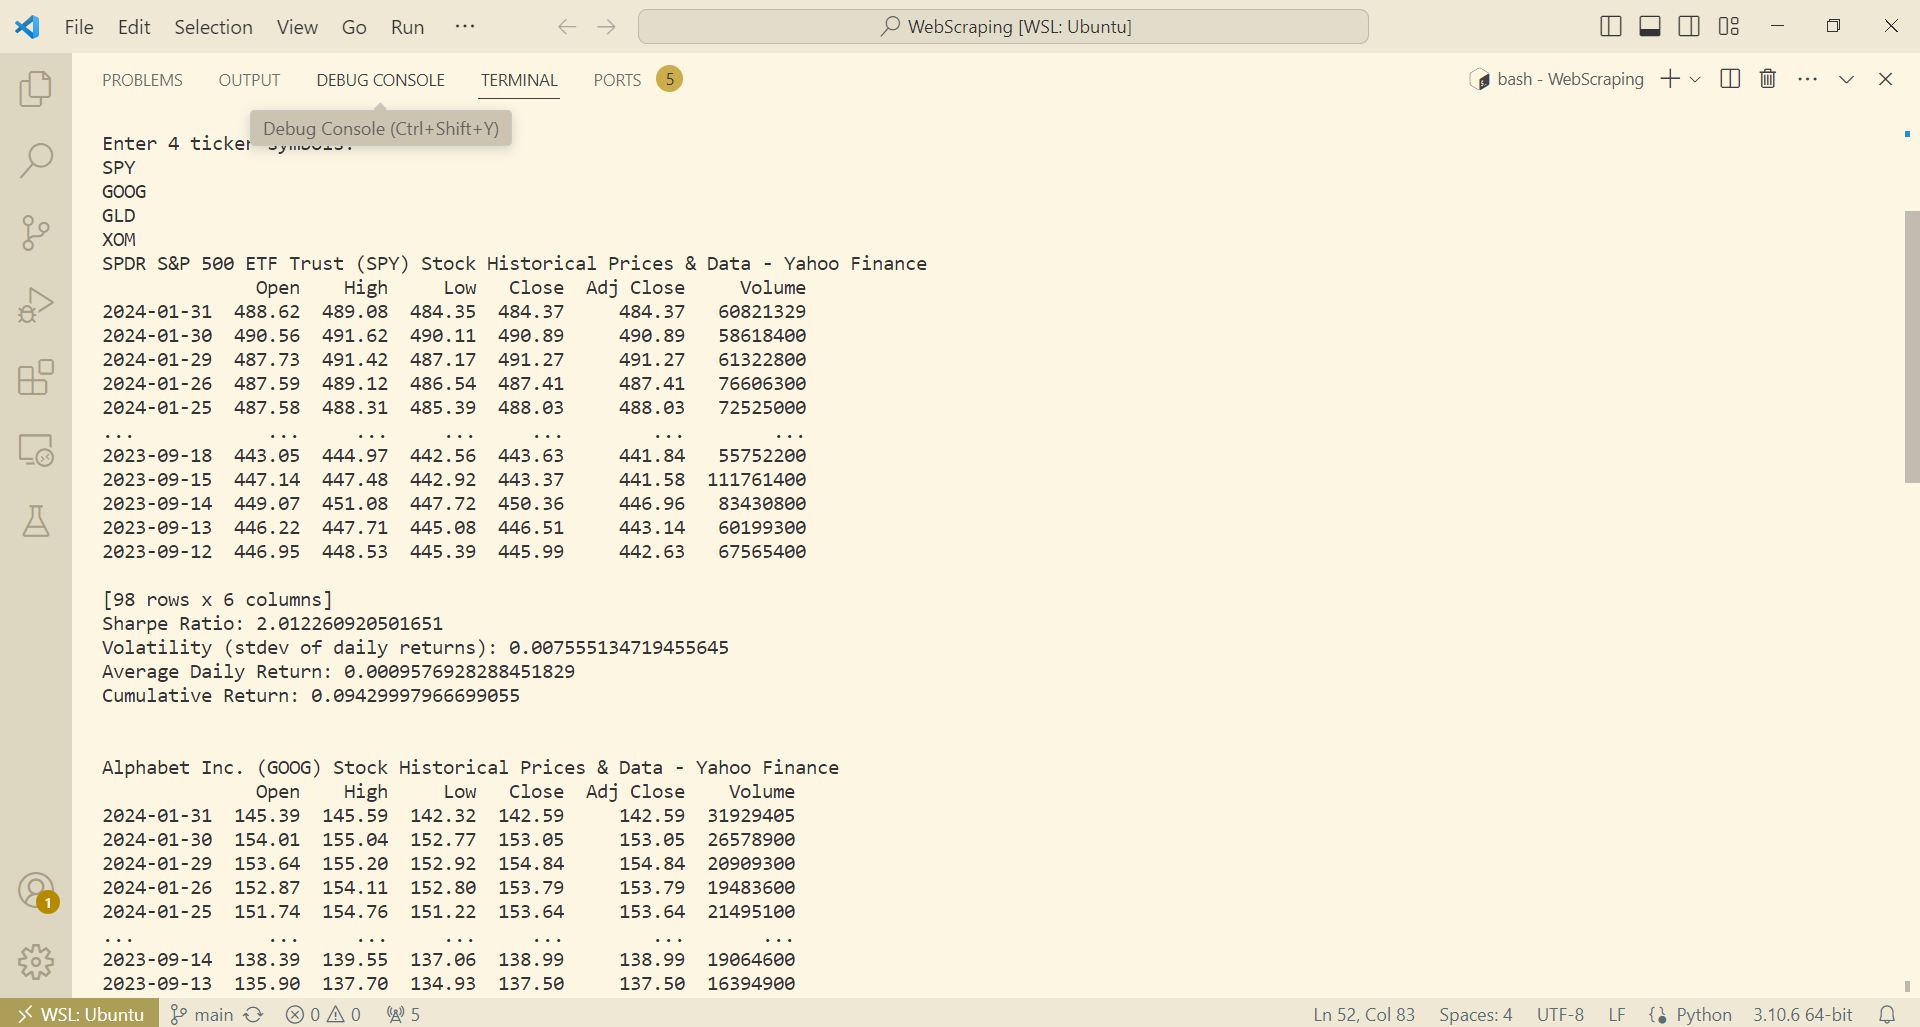 File Edit Selection View Go Run ··· WebScraping [WSL: Ubuntu]
PROBLEMS OUTPUT DEBUG CONSOLE TERMINAL PORTS 5 bash - WebScraping
Debug Console (Ctrl+Shift+Y)
Enter 4 ticker symbols:
SPY
GOOG
GLD
XOM
SPDR S&P 500 ETF Trust (SPY) Stock Historical Prices & Data - Yahoo Finance
Open High Low Close Adj Close Volume
2024-01-31 488.62 489.08 484.35 484.37 484.37 60821329
2024-01-30 490.56 491.62 490.11 490.89 490.89 58618400
2024-01-29 487.73 491.42 487.17 491.27 491.27 61322800
2024-01-26 487.59 489.12 486.54 487.41 487.41 76606300
2024-01-25 487.58 488.31 485.39 488.03 488.03 72525000
... ... ... ... ... ... ...
2023-09-18 443.05 444.97 442.56 443.63 441.84 55752200
2023-09-15 447.14 447.48 442.92 443.37 441.58 111761400
2023-09-14 449.07 451.08 447.72 450.36 446.96 83430800
2023-09-13 446.22 447.71 445.08 446.51 443.14 60199300
2023-09-12 446.95 448.53 445.39 445.99 442.63 67565400
[98 rows x 6 columns]
Sharpe Ratio: 2.012260920501651
Volatility (stdev of daily returns): 0.007555134719455645
Average Daily Return: 0.0009576928288451829
Cumulative Return: 0.09429997966699055
Alphabet Inc. (GOOG) Stock Historical Prices & Data - Yahoo Finance
Open High Low Close Adj Close Volume
2024-01-31 145.39 145.59 142.32 142.59 142.59 31929405
2024-01-30 154.01 155.04 152.77 153.05 153.05 26578900
2024-01-29 153.64 155.20 152.92 154.84 154.84 20909300
2024-01-26 152.87 154.11 152.80 153.79 153.79 19483600
2024-01-25 151.74 154.76 151.22 153.64 153.64 21495100
... ... ... ... ... ... ...
2023-09-14 138.39 139.55 137.06 138.99 138.99 19064600
2023-09-13 135.90 137.70 134.93 137.50 137.50 16394900
1
WSL: Ubuntu main 0 0 5 Ln 52, Col 83 Spaces: 4 UTF-8 LF Python 3.10.6 64-bit